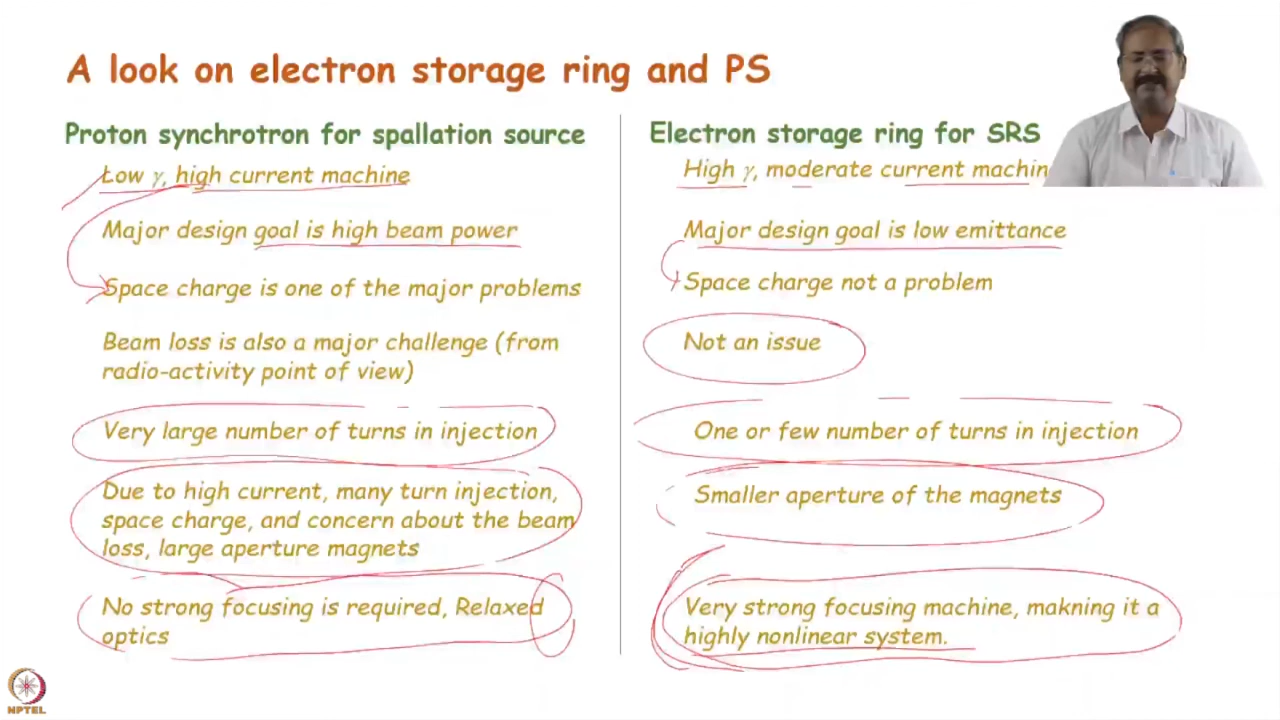 A look on electron storage ring and PS
Proton synchrotron for spallation source
Low γ, high current machine
Major design goal is high beam power
Space charge is one of the major problems
Beam loss is also a major challenge (from
radio-activity point of view)
Very large number of turns in injection
Due to high current, many turn injection,
space charge, and concern about the beam
loss, large aperture magnets
No strong focusing is required, Relaxed
optics
Electron storage ring for SRS
High γ, moderate current machin
Major design goal is low emittance
Space charge not a problem
Not an issue
One or few number of turns in injection
Smaller aperture of the magnets
Very strong focusing machine, makning it a
highly nonlinear system.
NPTEL